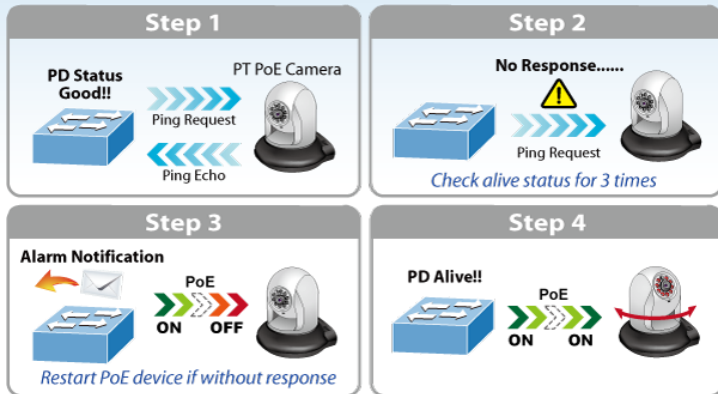 Step 1
PD Status
Good!!
PT PoE Camera
Ping Request
Ping Echo
Step 2
No Response......
Ping Request
Check alive status for 3 times
Step 3
Alarm Notification
PoE
ON OFF
Restart PoE device if without response
Step 4
PD Alive!!
PoE
ON ON